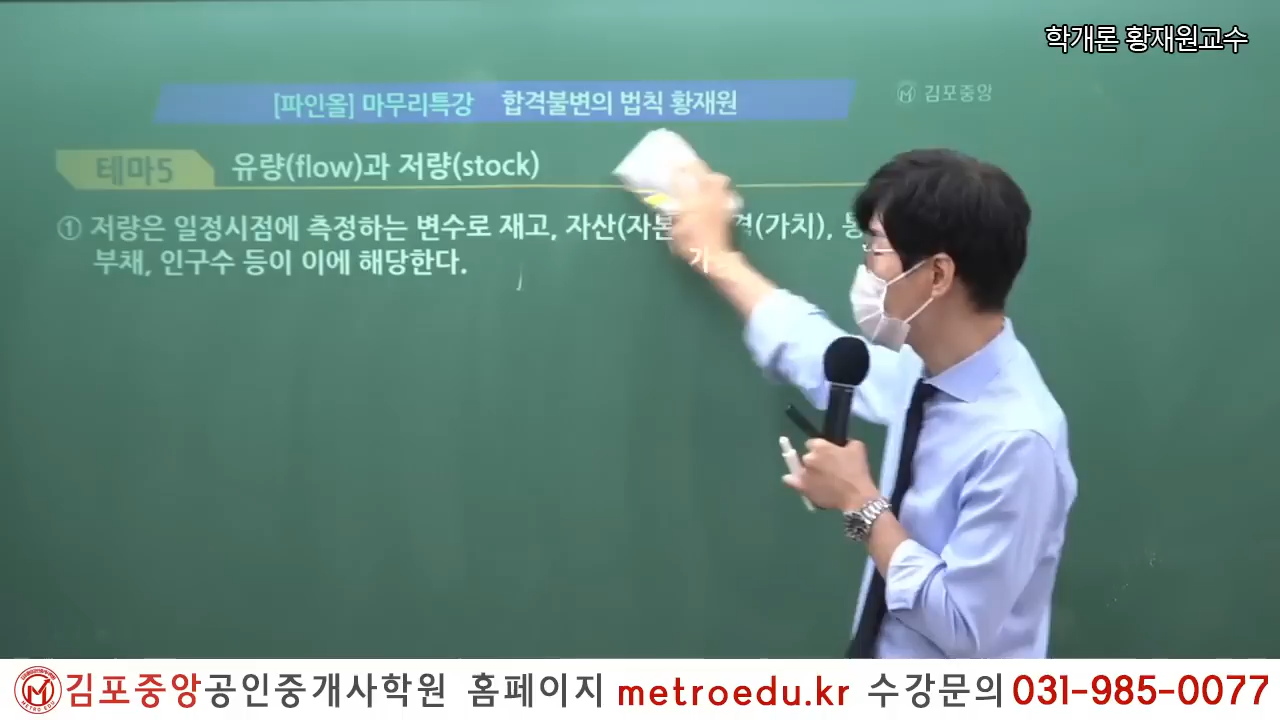 학개론 황재원교수
[파인올] 마무리특강 합격불변의 법칙 황재원
김포중앙
테마5 유량(flow)과 저량(stock)
① 저량은 일정시점에 측정하는 변수로 재고, 자산(자본 격(가치), 통
부채, 인구수 등이 이에 해당한다.
김포중앙공인중개사학원 홈페이지 metroedu.kr 수강문의 031-985-0077